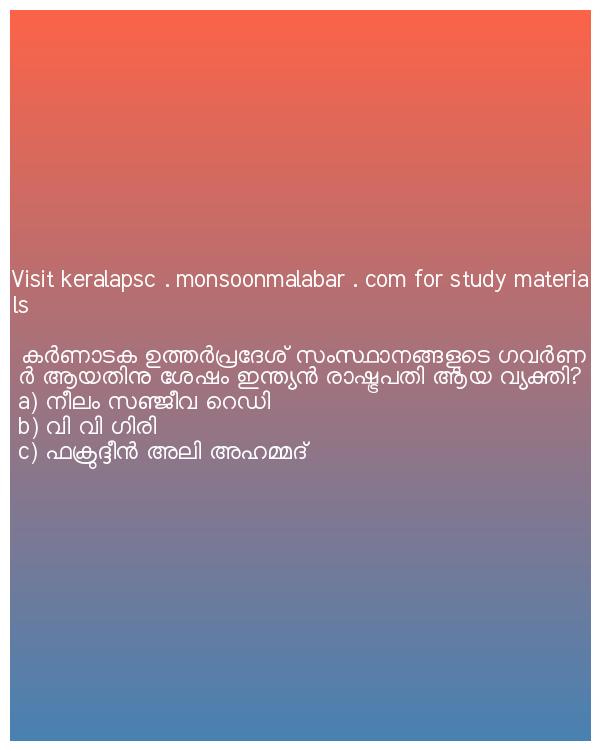 Visit keralapsc . monsoonmalabar . com for study materia
ls
കർണാടക ഉത്തർപ്രദേശ് സംസ്ഥാനങ്ങളുടെ ഗവർണ
ർ ആയതിനു ശേഷം ഇന്ത്യൻ രാഷ്ട്രപതി ആയ വ്യക്തി?
a) നീലം സഞ്ജീവ റെഡി
b) വി വി ഗിരി
c) ഫക്രുദ്ദീൻ അലി അഹമ്മദ്